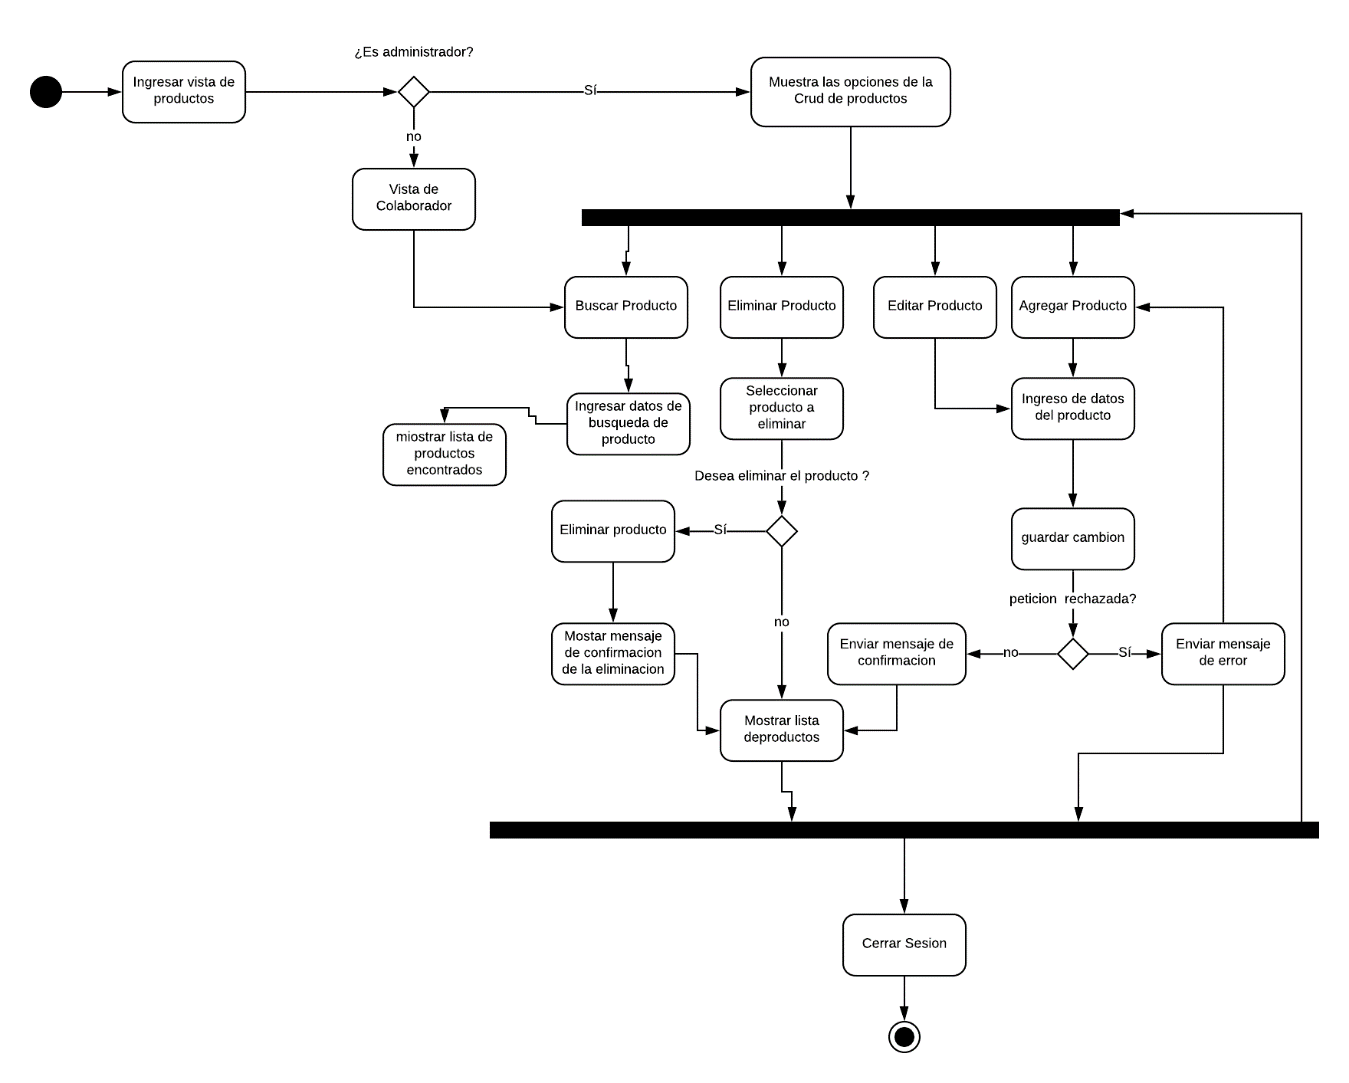 ¿Es administrador?
Ingresar vista de
productos
Sí
Muestra las opciones de la
Crud de productos
no
Vista de
Colaborador
Buscar Producto
Eliminar Producto
Editar Producto
Agregar Producto
Ingresar datos de
busqueda de
producto
Seleccionar
producto a
eliminar
Ingreso de datos
del producto
miostrar lista de
productos
encontrados
Desea eliminar el producto ?
Eliminar producto
Sí
guardar cambion
peticion rechazada?
no
Mostar mensaje
de confirmacion
de la eliminacion
Enviar mensaje de
confirmacion
no
Sí
Enviar mensaje
de error
Mostrar lista
deproductos
Cerrar Sesion